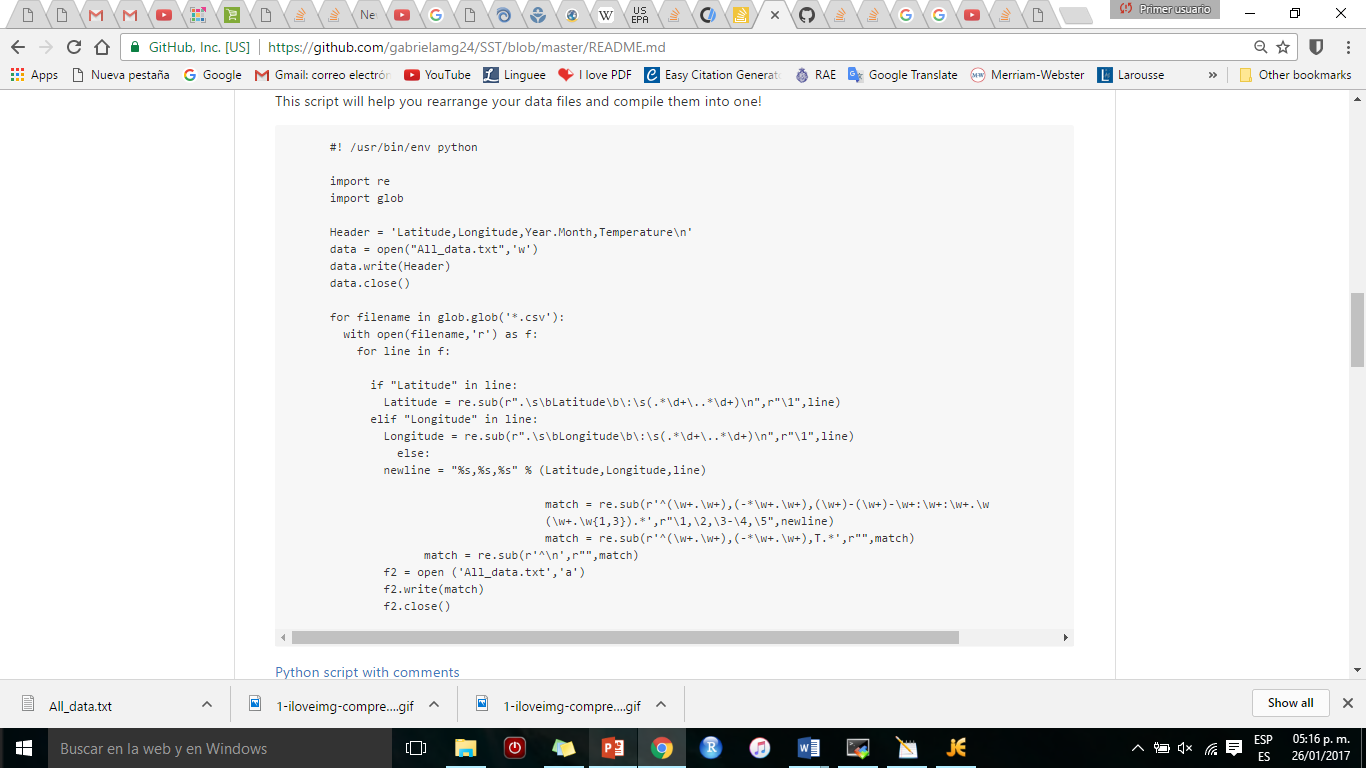 Ne
US
EPA
Primer usuario
GitHub, Inc. [US] | https://github.com/gabrielamg24/SST/blob/master/README.md
Apps Nueva pestaña Google Gmail: correo electrón YouTube Linguee I love PDF Easy Citation Generat RAE Google Translate Merriam-Webster Larousse » Other bookmarks
This script will help you rearrange your data files and compile them into one!
#! /usr/bin/env python
import re
import glob
Header = 'Latitude,Longitude,Year.Month,Temperature\n'
data = open("All_data.txt",'w')
data.write(Header)
data.close()
for filename in glob.glob('*.csv'):
with open(filename,'r') as f:
for line in f:
if "Latitude" in line:
Latitude = re.sub(r".\s\bLatitude\b\:\s(.*\d+\..*\d+)\n",r"\1",line)
elif "Longitude" in line:
Longitude = re.sub(r".\s\bLongitude\b\:\s(.*\d+\..*\d+)\n",r"\1",line)
else:
newline = "%s,%s,%s" % (Latitude,Longitude,line)
match = re.sub(r'^(\w+.\w+),(-*\w+.\w+),(\w+)-(\w+)-\w+:\w+:\w+.\w
(\w+.\w{1,3}).*',r"\1,\2,\3-\4,\5",newline)
match = re.sub(r'^(\w+.\w+),(-*\w+.\w+),T.*',r"",match)
match = re.sub(r'^\n',r"",match)
f2 = open ('All_data.txt','a')
f2.write(match)
f2.close()
Python script with comments
All_data.txt 1-iloveimg-compre....gif 1-iloveimg-compre....gif Show all
Buscar en la web y en Windows
ESP 05:16 p. m.
ES 26/01/2017